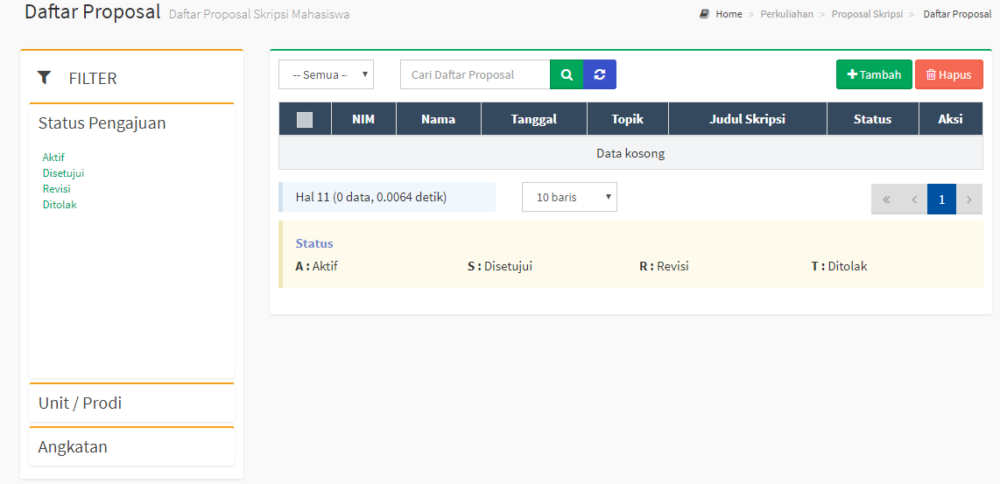 Daftar Proposal Daftar Proposal Skripsi Mahasiswa
Home > Perkuliahan > Proposal Skripsi > Daftar Proposal
FILTER
Status Pengajuan
Aktif
Disetujui
Revisi
Ditolak
Unit / Prodi
Angkatan
-- Semua -- Cari Daftar Proposal Tambah Hapus
NIM Nama Tanggal Topik Judul Skripsi Status Aksi
Data kosong
Hal 11 (0 data, 0.0064 detik) 10 baris « < 1 >
Status
A : Aktif S : Disetujui R : Revisi T : Ditolak